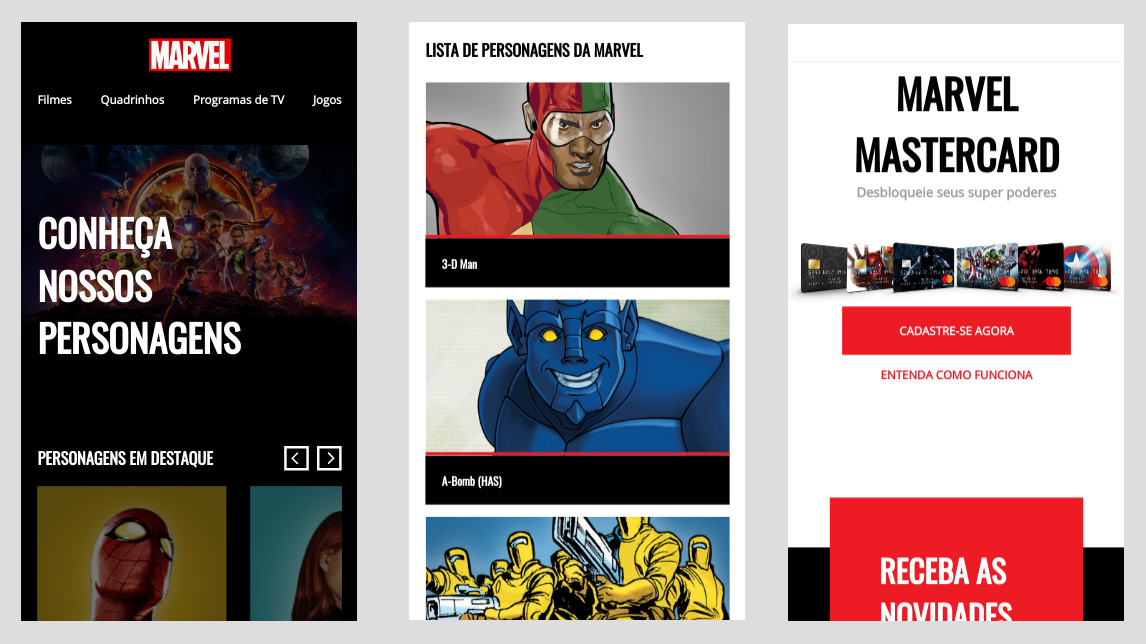 MARVEL
Filmes Quadrinhos Programas de TV Jogos
CONHEÇA
NOSSOS
PERSONAGENS
PERSONAGENS EM DESTAQUE
LISTA DE PERSONAGENS DA MARVEL
3-D Man
A-Bomb (HAS)
MARVEL
MASTERCARD
Desbloqueie seus super poderes
CADASTRE-SE AGORA
ENTENDA COMO FUNCIONA
RECEBA AS
NOVIDADES